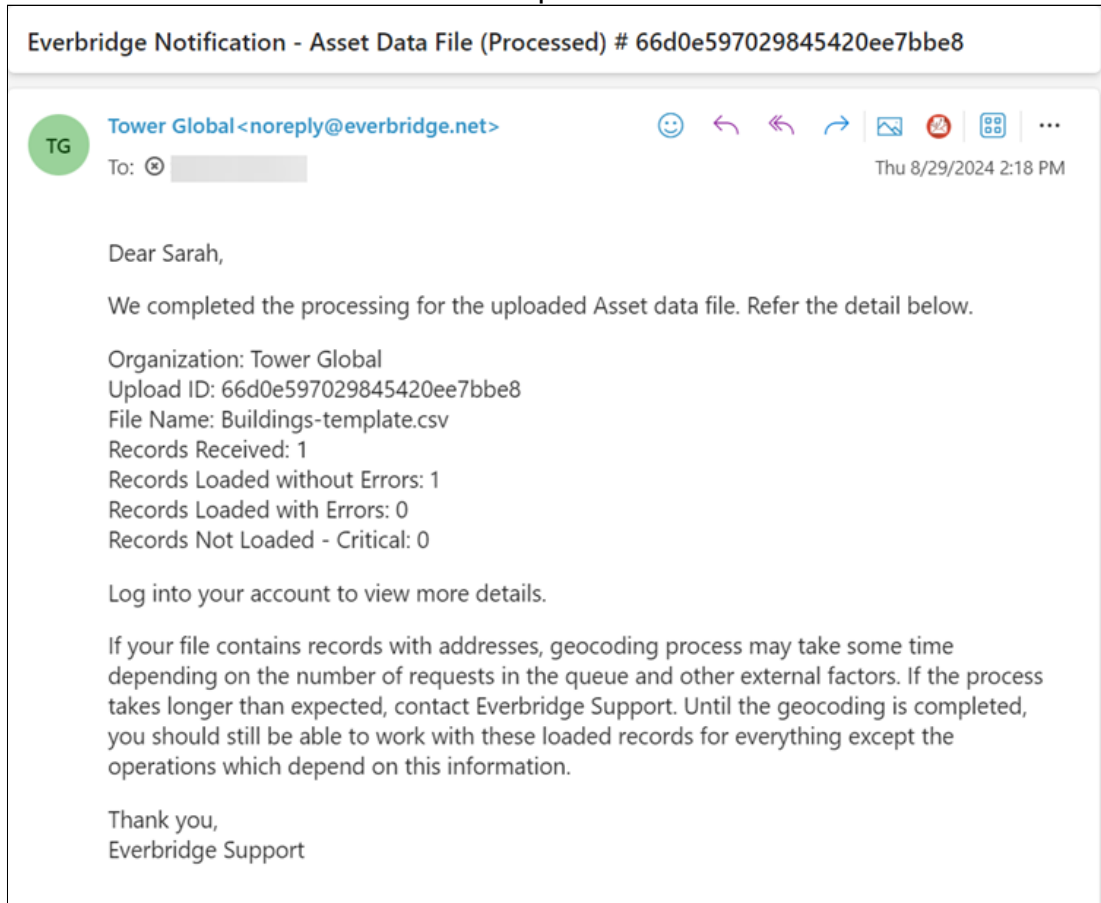 Everbridge Notification - Asset Data File (Processed) # 66d0e597029845420ee7bbe8
TG
Tower Global<noreply@everbridge.net>
To:
Thu 8/29/2024 2:18 PM
Dear Sarah,
We completed the processing for the uploaded Asset data file. Refer the detail below.
Organization: Tower Global
Upload ID: 66d0e597029845420ee7bbe8
File Name: Buildings-template.csv
Records Received: 1
Records Loaded without Errors: 1
Records Loaded with Errors: 0
Records Not Loaded - Critical: 0
Log into your account to view more details.
If your file contains records with addresses, geocoding process may take some time
depending on the number of requests in the queue and other external factors. If the process
takes longer than expected, contact Everbridge Support. Until the geocoding is completed,
you should still be able to work with these loaded records for everything except the
operations which depend on this information.
Thank you,
Everbridge Support